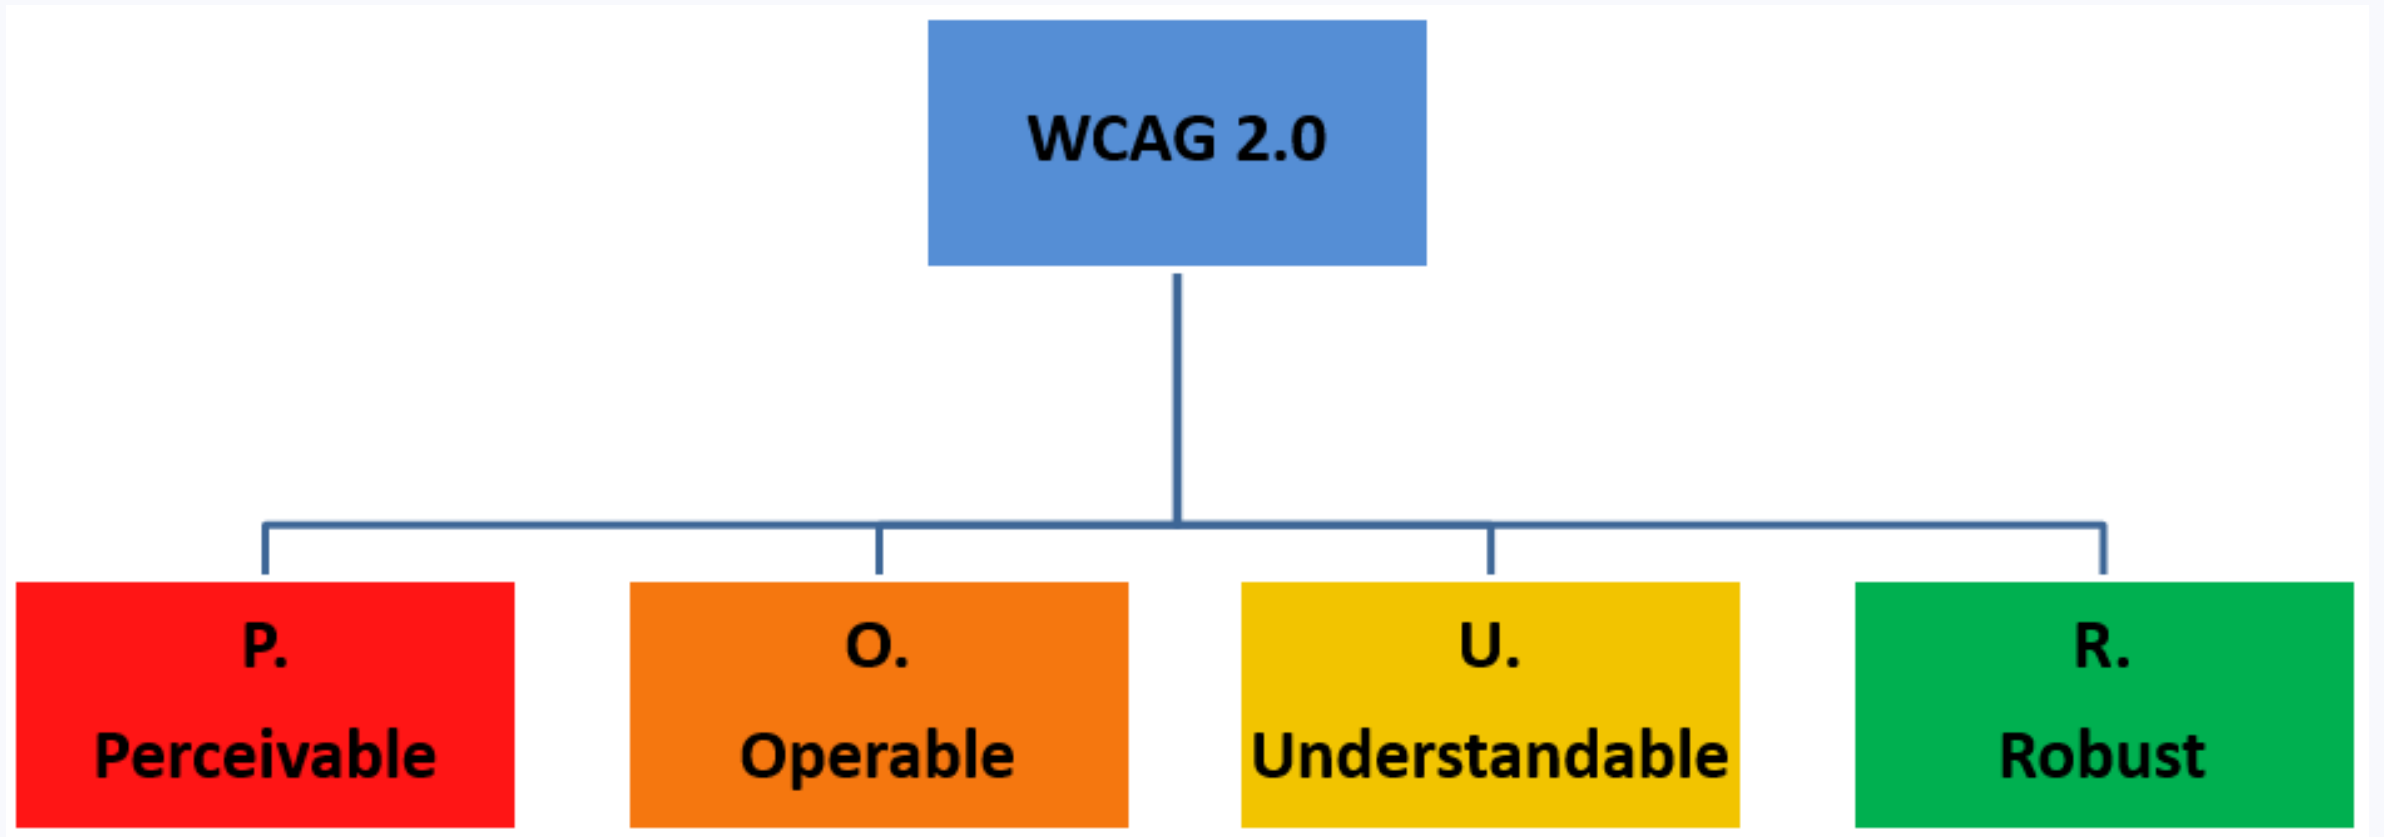 WCAG 2.0
P.
Perceivable
O.
Operable
U.
Understandable
R.
Robust